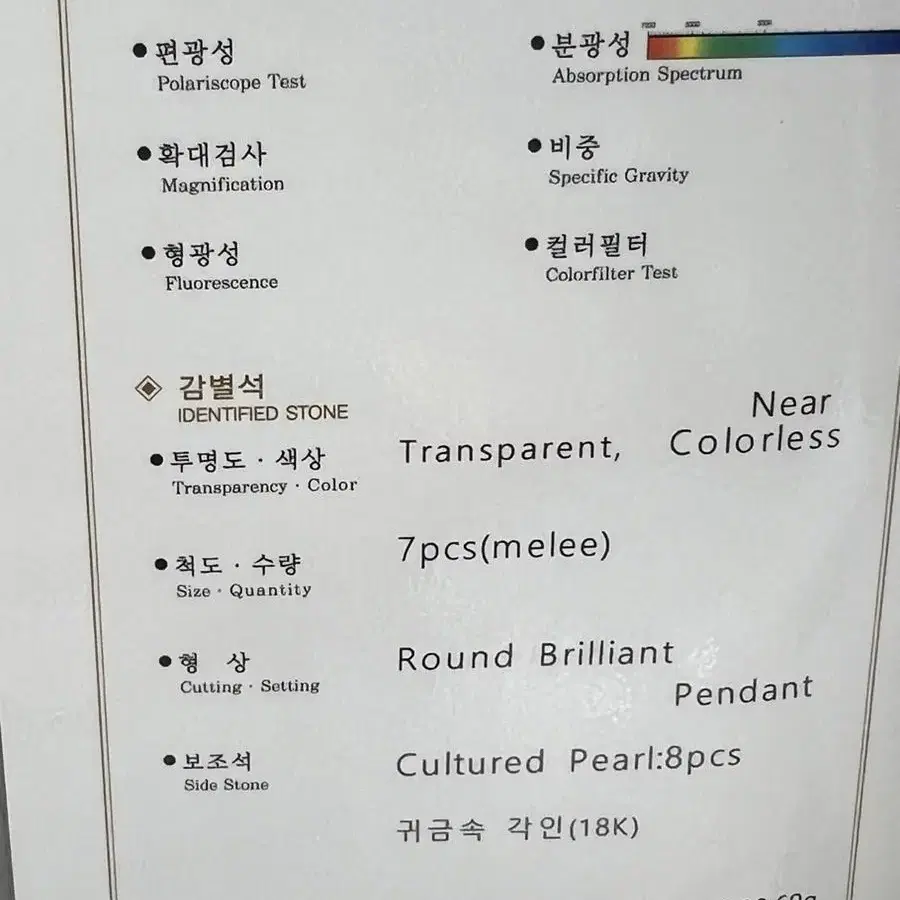 편광성
Polariscope Test
분광성
Absorption Spectrum
확대검사
Magnification
비중
Specific Gravity
형광성
Fluorescence
컬러필터
Colorfilter Test
감별석
IDENTIFIED STONE
투명도 · 색상
Transparency · Color
Transparent, Near
Colorless
척도 · 수량
Size · Quantity
7pcs(melee)
형 상
Cutting · Setting
Round Brilliant
Pendant
보조석
Side Stone
Cultured Pearl:8pcs
귀금속 각인(18K)